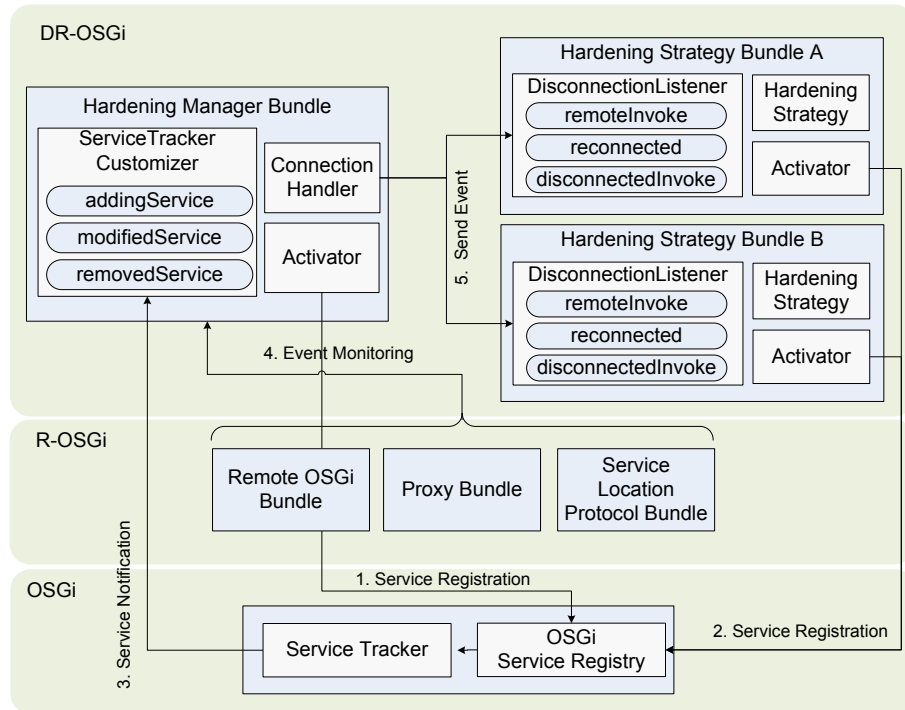 DR-OSGi
Hardening Manager Bundle
ServiceTracker
Customizer
addingService
modifiedService
removedService
Connection
Handler
Activator
5. Send Event
Hardening Strategy Bundle A
DisconnectionListener
remoteInvoke
reconnected
disconnectedInvoke
Hardening
Strategy
Activator
Hardening Strategy Bundle B
DisconnectionListener
remoteInvoke
reconnected
disconnectedInvoke
Hardening
Strategy
Activator
4. Event Monitoring
R-OSGi
Remote OSGi
Bundle
Proxy Bundle
Service
Location
Protocol Bundle
3. Service Notification
1. Service Registration
OSGi
2. Service Registration
Service Tracker
OSGi
Service Registry